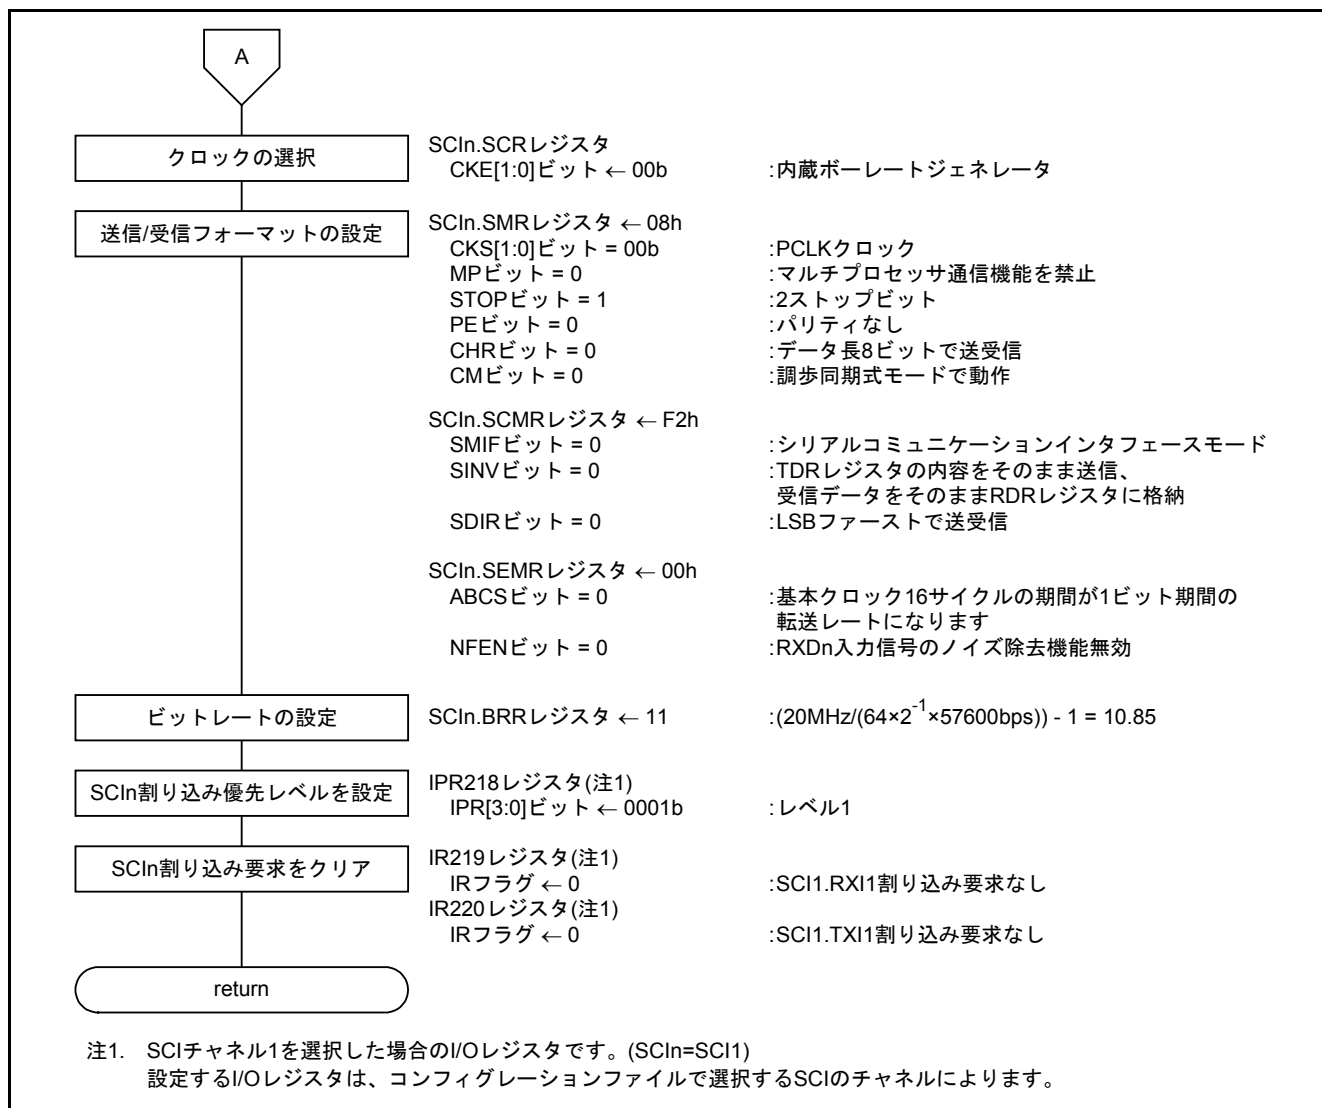 A
クロックの選択
SCIn.SCRレジスタ
CKE[1:0]ビット ← 00b :内蔵ボーレートジェネレータ
送信/受信フォーマットの設定
SCIn.SMRレジスタ ← 08h
CKS[1:0]ビット = 00b :PCLKクロック
MPビット = 0 :マルチプロセッサ通信機能を禁止
STOPビット = 1 :2ストップビット
PEビット = 0 :パリティなし
CHRビット = 0 :データ長8ビットで送受信
CMビット = 0 :調歩同期式モードで動作
SCIn.SCMRレジスタ ← F2h
SMIFビット = 0 :シリアルコミュニケーションインタフェースモード
SINVビット = 0 :TDRレジスタの内容をそのまま送信、
受信データをそのままRDRレジスタに格納
SDIRビット = 0 :LSBファーストで送受信
SCIn.SEMRレジスタ ← 00h
ABCSビット = 0 :基本クロック16サイクルの期間が1ビット期間の
転送レートになります
NFENビット = 0 :RXDn入力信号のノイズ除去機能無効
ビットレートの設定
SCIn.BRRレジスタ ← 11 :(20MHz/(64×2⁻¹×57600bps)) - 1 = 10.85
SCIn割り込み優先レベルを設定
IPR218レジスタ(注1)
IPR[3:0]ビット ← 0001b :レベル1
SCIn割り込み要求をクリア
IR219レジスタ(注1)
IRフラグ ← 0 :SCI1.RXI1割り込み要求なし
IR220レジスタ(注1)
IRフラグ ← 0 :SCI1.TXI1割り込み要求なし
return
注1. SCIチャネル1を選択した場合のI/Oレジスタです。(SCIn=SCI1)
設定するI/Oレジスタは、コンフィグレーションファイルで選択するSCIのチャネルによります。